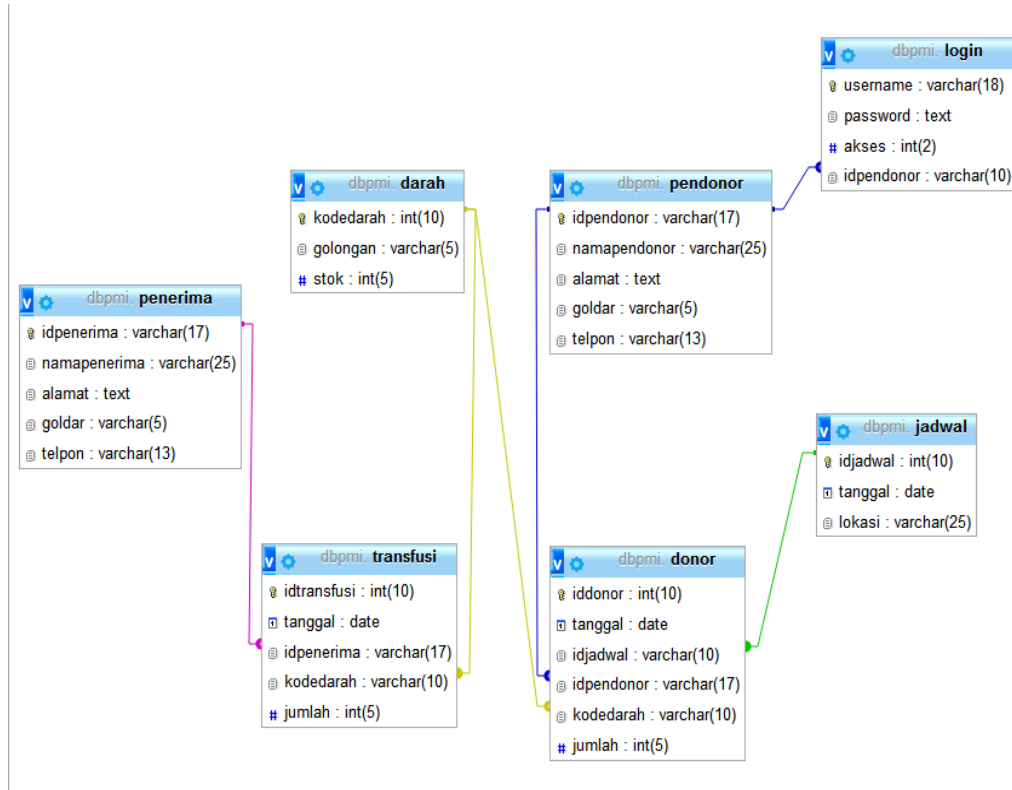 dbpmi. login
username : varchar(18)
password : text
# akses : int(2)
idpendonor : varchar(10)
v dbpmi. darah
kodedarah : int(10)
golongan : varchar(5)
# stok : int(5)
v dbpmi. pendonor
idpendonor : varchar(17)
namapendonor : varchar(25)
alamat : text
goldar : varchar(5)
telpon : varchar(13)
v dbpmi. penerima
idpenerima : varchar(17)
namapenerima : varchar(25)
alamat : text
goldar : varchar(5)
telpon : varchar(13)
v dbpmi. jadwal
idjadwal : int(10)
tanggal : date
lokasi : varchar(25)
v dbpmi. transfusi
idtransfusi : int(10)
tanggal : date
idpenerima : varchar(17)
kodedarah : varchar(10)
# jumlah : int(5)
v dbpmi. donor
iddonor : int(10)
tanggal : date
idjadwal : varchar(10)
idpendonor : varchar(17)
kodedarah : varchar(10)
# jumlah : int(5)